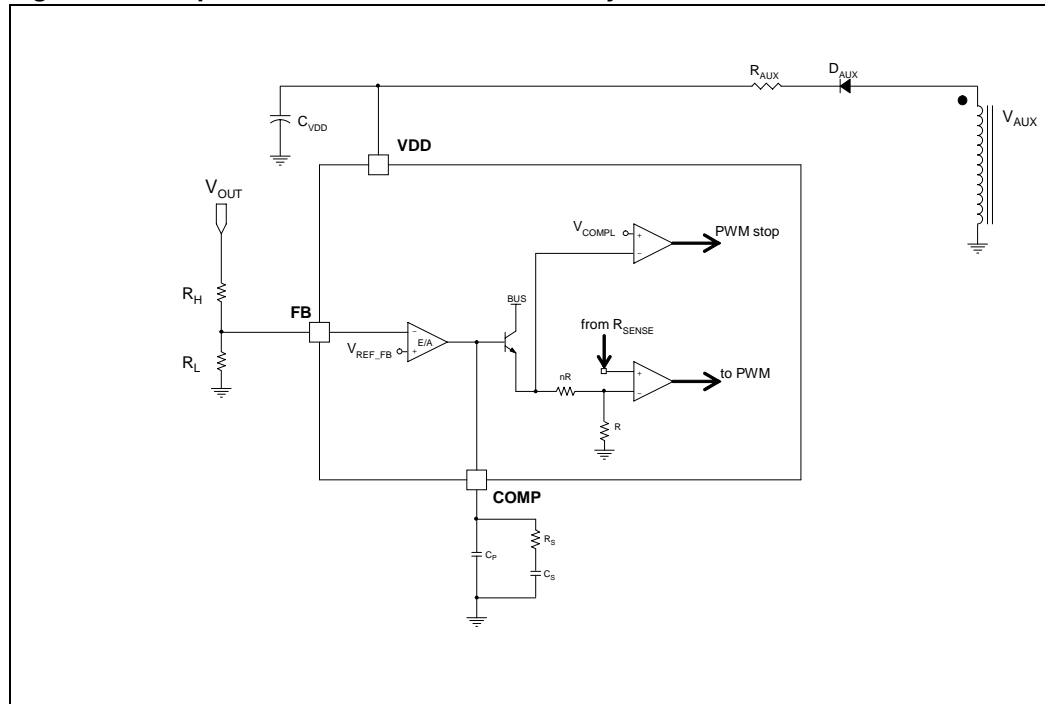 R_AUX
D_AUX
V_AUX
C_VDD
VDD
V_OUT
V_COMPL
+
−
PWM stop
BUS
R_H
FB
−
E/A
+
V_REF_FB
from R_SENSE
+
−
to PWM
nR
R_L
R
COMP
R_S
C_P
C_S